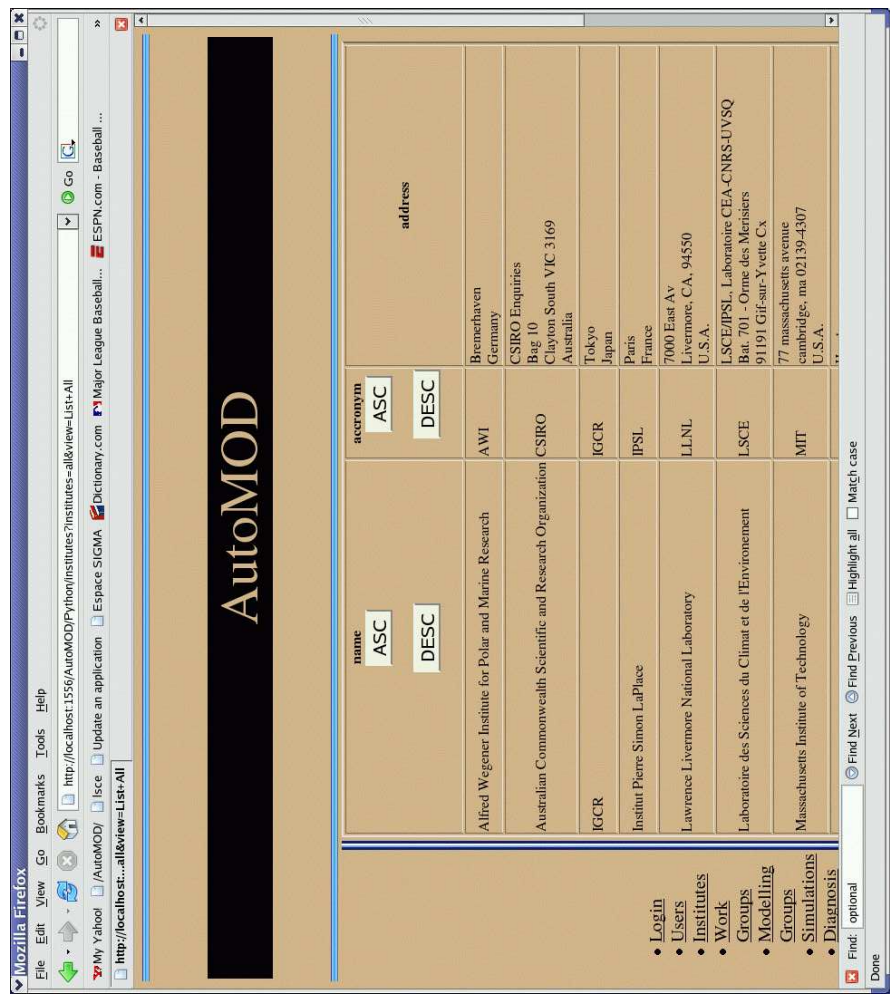 Mozilla Firefox
File Edit View Go Bookmarks Tools Help
http://localhost:1556/AutoMOD/Python/institutes?institutes=all&view=List+All Go
My Yahoo! /AutoMOD/ lsce Update an application Espace SIGMA Dictionary.com Major League Baseball... ESPN.com - Baseball ... »
http://localhost:...all&view=List+All
AutoMOD
• Login
• Users
• Institutes
• Work
Groups
• Modelling
Groups
• Simulations
• Diagnosis
name accronym address
ASC ASC
DESC DESC
Alfred Wegener Institute for Polar and Marine Research AWI Bremerhaven
Germany
Australian Commonwealth Scientific and Research Organization CSIRO CSIRO Enquiries
Bag 10
Clayton South VIC 3169
Australia
IGCR IGCR Tokyo
Japan
Institut Pierre Simon LaPlace IPSL Paris
France
Lawrence Livermore National Laboratory LLNL 7000 East Av
Livermore, CA, 94550
U.S.A.
Laboratoire des Sciences du Climat et de l'Environement LSCE LSCE/IPSL, Laboratoire CEA-CNRS-UVSQ
Bat. 701 - Orme des Merisiers
91191 Gif-sur-Yvette Cx
Massachusetts Institute of Technology MIT 77 massachusetts avenue
cambridge, ma 02139-4307
U.S.A.
Find: optional Find Next Find Previous Highlight all Match case
Done